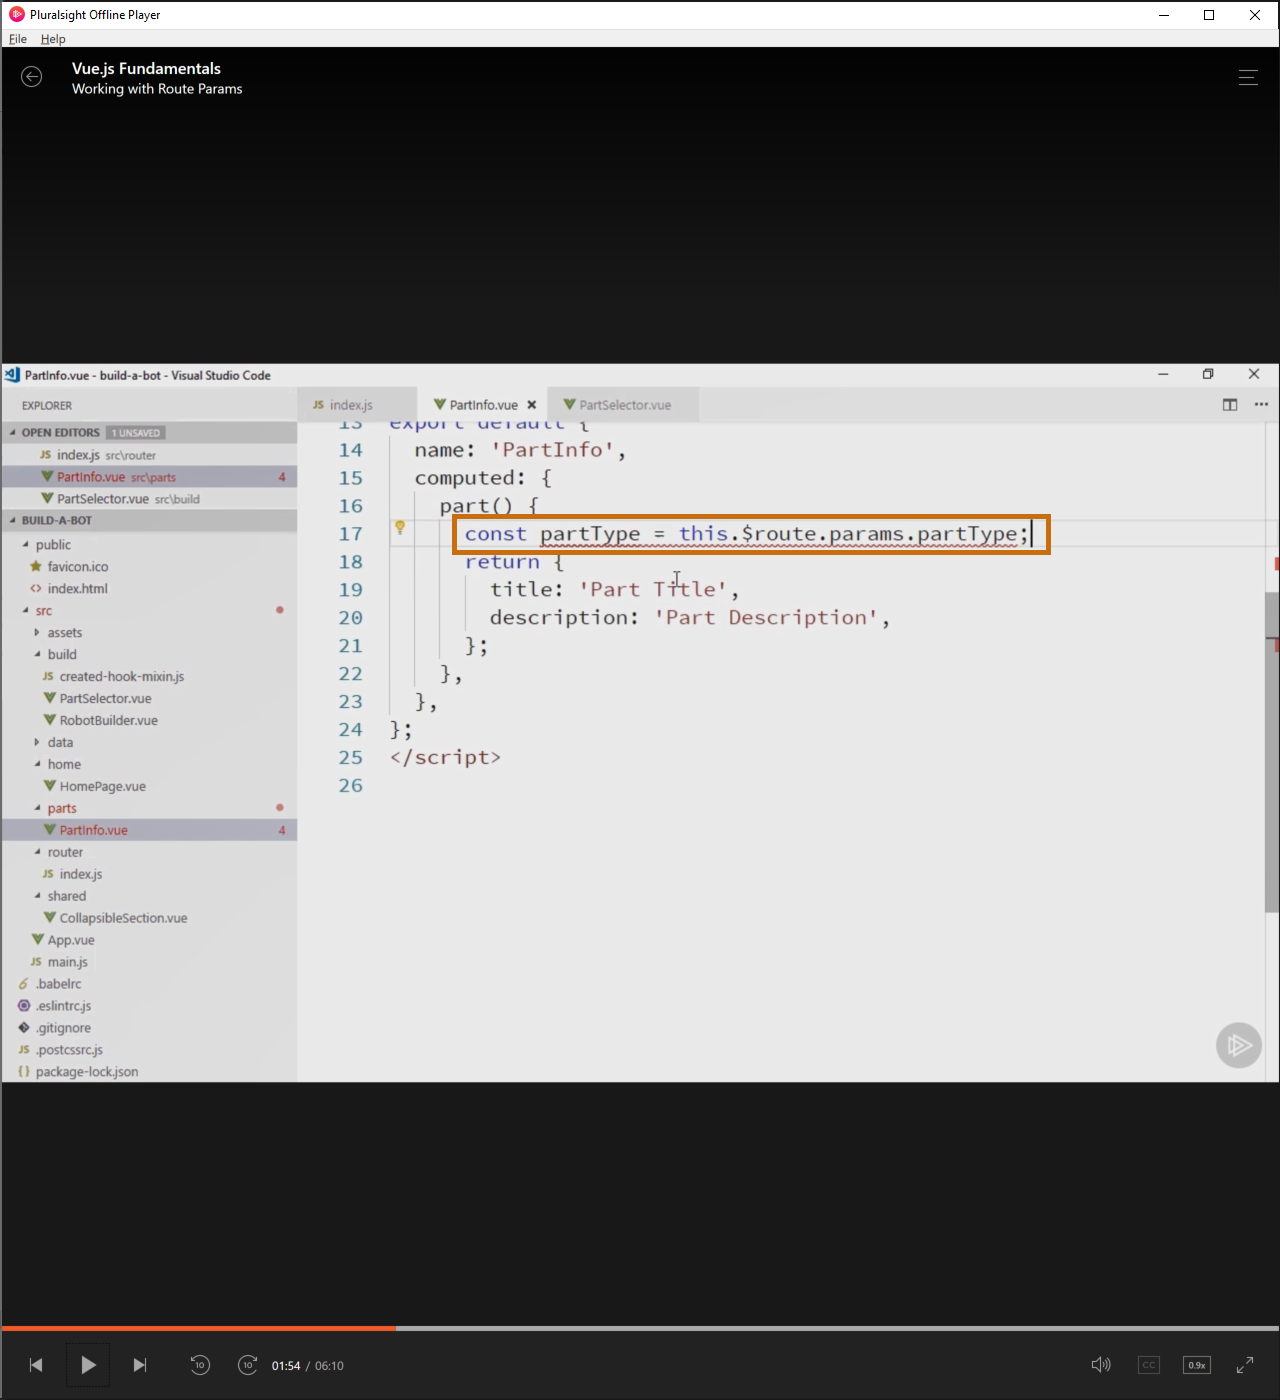 Pluralsight Offline Player
File Help
Vue.js Fundamentals
Working with Route Params
PartInfo.vue - build-a-bot - Visual Studio Code
EXPLORER
JS index.js PartInfo.vue × PartSelector.vue ···
OPEN EDITORS 1 UNSAVED
JS index.js src\router
PartInfo.vue src\parts 4
PartSelector.vue src\build
BUILD-A-BOT
public
favicon.ico
<> index.html
src
assets
build
JS created-hook-mixin.js
PartSelector.vue
RobotBuilder.vue
data
home
HomePage.vue
parts
PartInfo.vue 4
router
JS index.js
shared
CollapsibleSection.vue
App.vue
JS main.js
.babelrc
.eslintrc.js
.gitignore
JS .postcssrc.js
{} package-lock.json
13 export default {
14 name: 'PartInfo',
15 computed: {
16 part() {
17 const partType = this.$route.params.partType;
18 return {
19 title: 'Part Title',
20 description: 'Part Description',
21 };
22 },
23 },
24 };
25 </script>
26
10 10 01:54 / 06:10 CC 0.9x